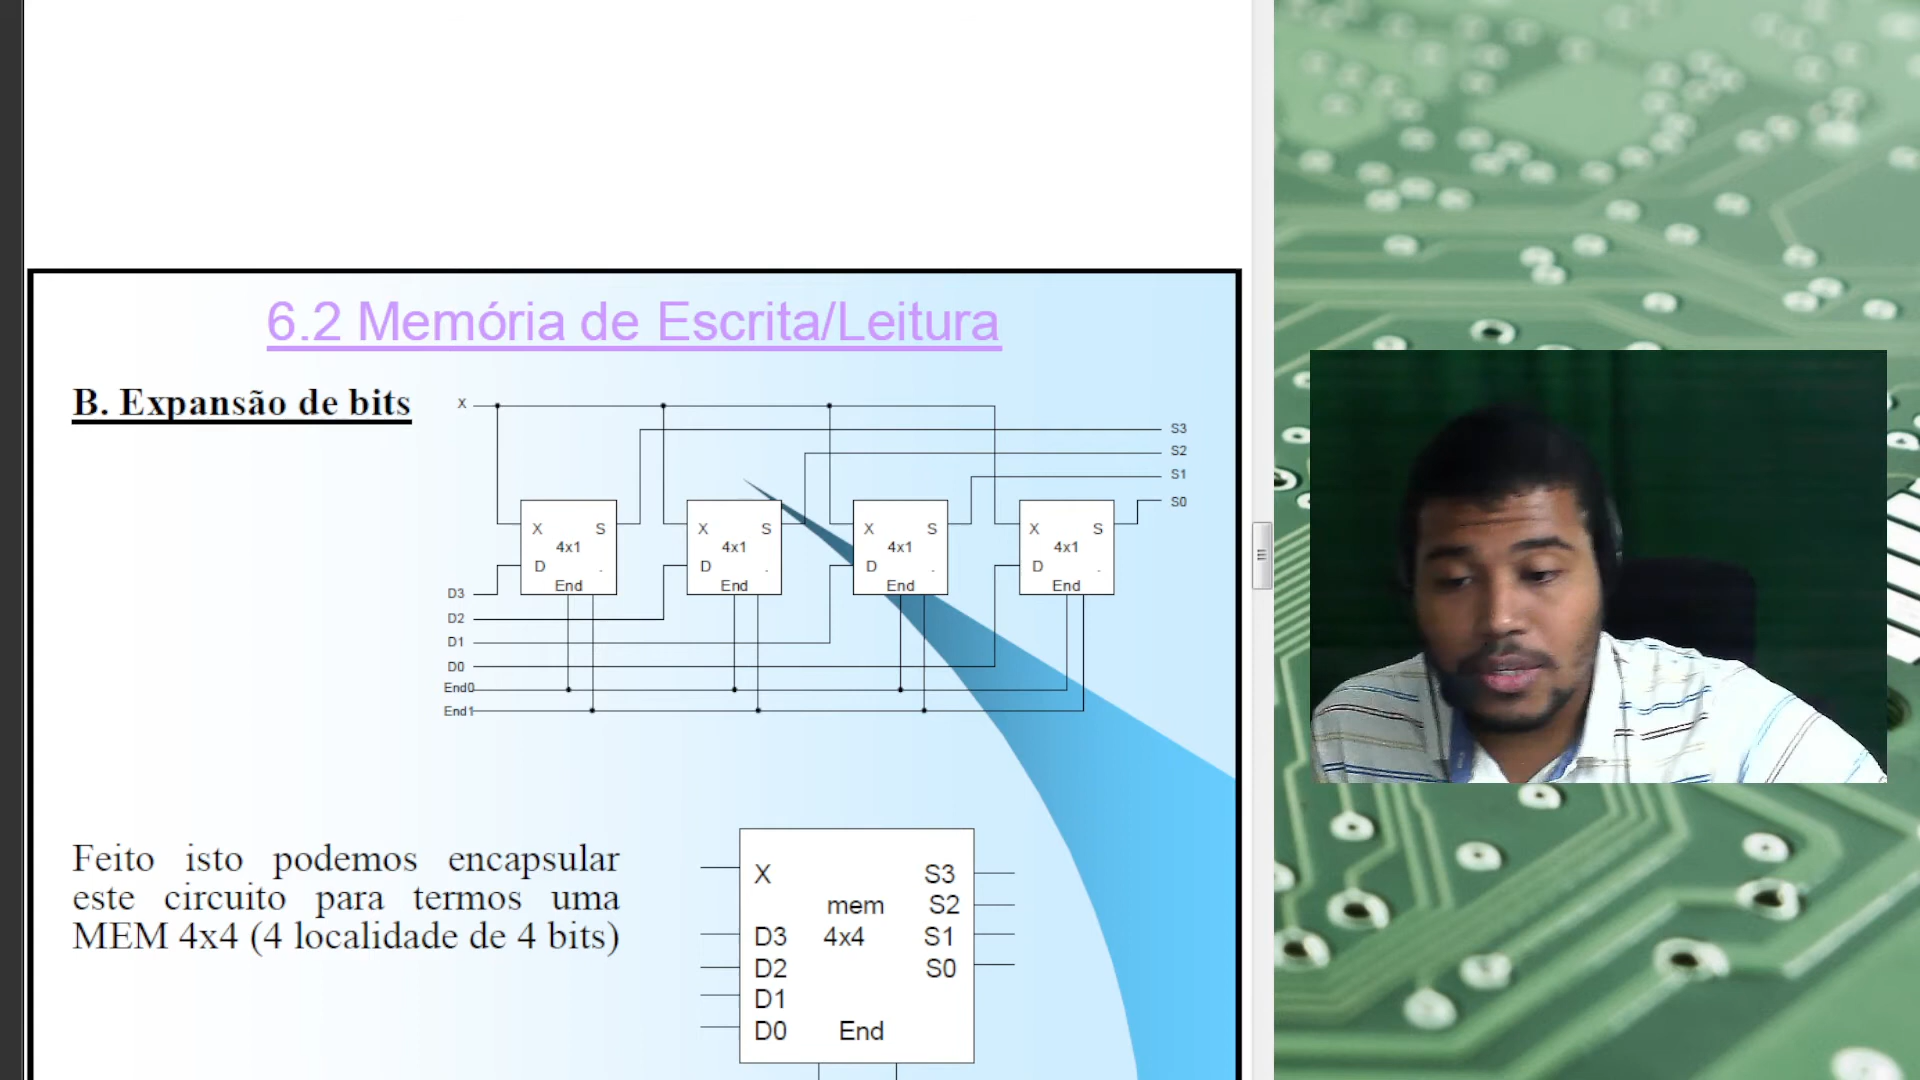 6.2 Memória de Escrita/Leitura
B. Expansão de bits
X
S3
S2
S1
S0
X S
4x1
D
End
X S
4x1
D
End
X S
4x1
D
End
X S
4x1
D
End
D3
D2
D1
D0
End0
End1
Feito isto podemos encapsular
este circuito para termos uma
MEM 4x4 (4 localidade de 4 bits)
X S3
mem S2
D3 4x4 S1
D2 S0
D1
D0 End